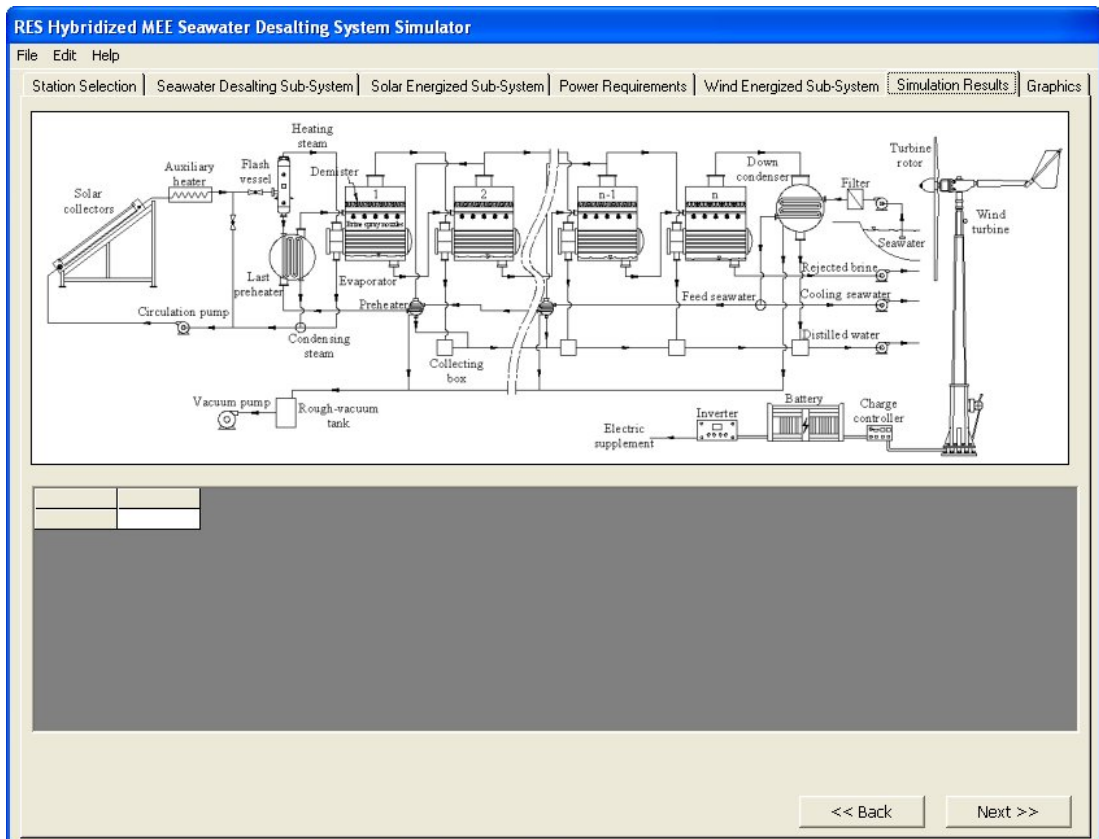 RES Hybridized MEE Seawater Desalting System Simulator
File Edit Help
Station Selection Seawater Desalting Sub-System Solar Energized Sub-System Power Requirements Wind Energized Sub-System Simulation Results Graphics
Heating
steam
Auxiliary
heater
Flash
vessel
Demister
Solar
collectors
1
2
n-1
n
Brine spray nozzles
Down
condenser
Filter
Seawater
Turbine
rotor
Wind
turbine
Last
preheater
Evaporator
Preheater
Feed seawater
Rejected brine
Cooling seawater
Distilled water
Circulation pump
Condensing
steam
Collecting
box
Vacuum pump
Rough-vacuum
tank
Electric
supplement
Inverter
Battery
Charge
controller
<< Back
Next >>